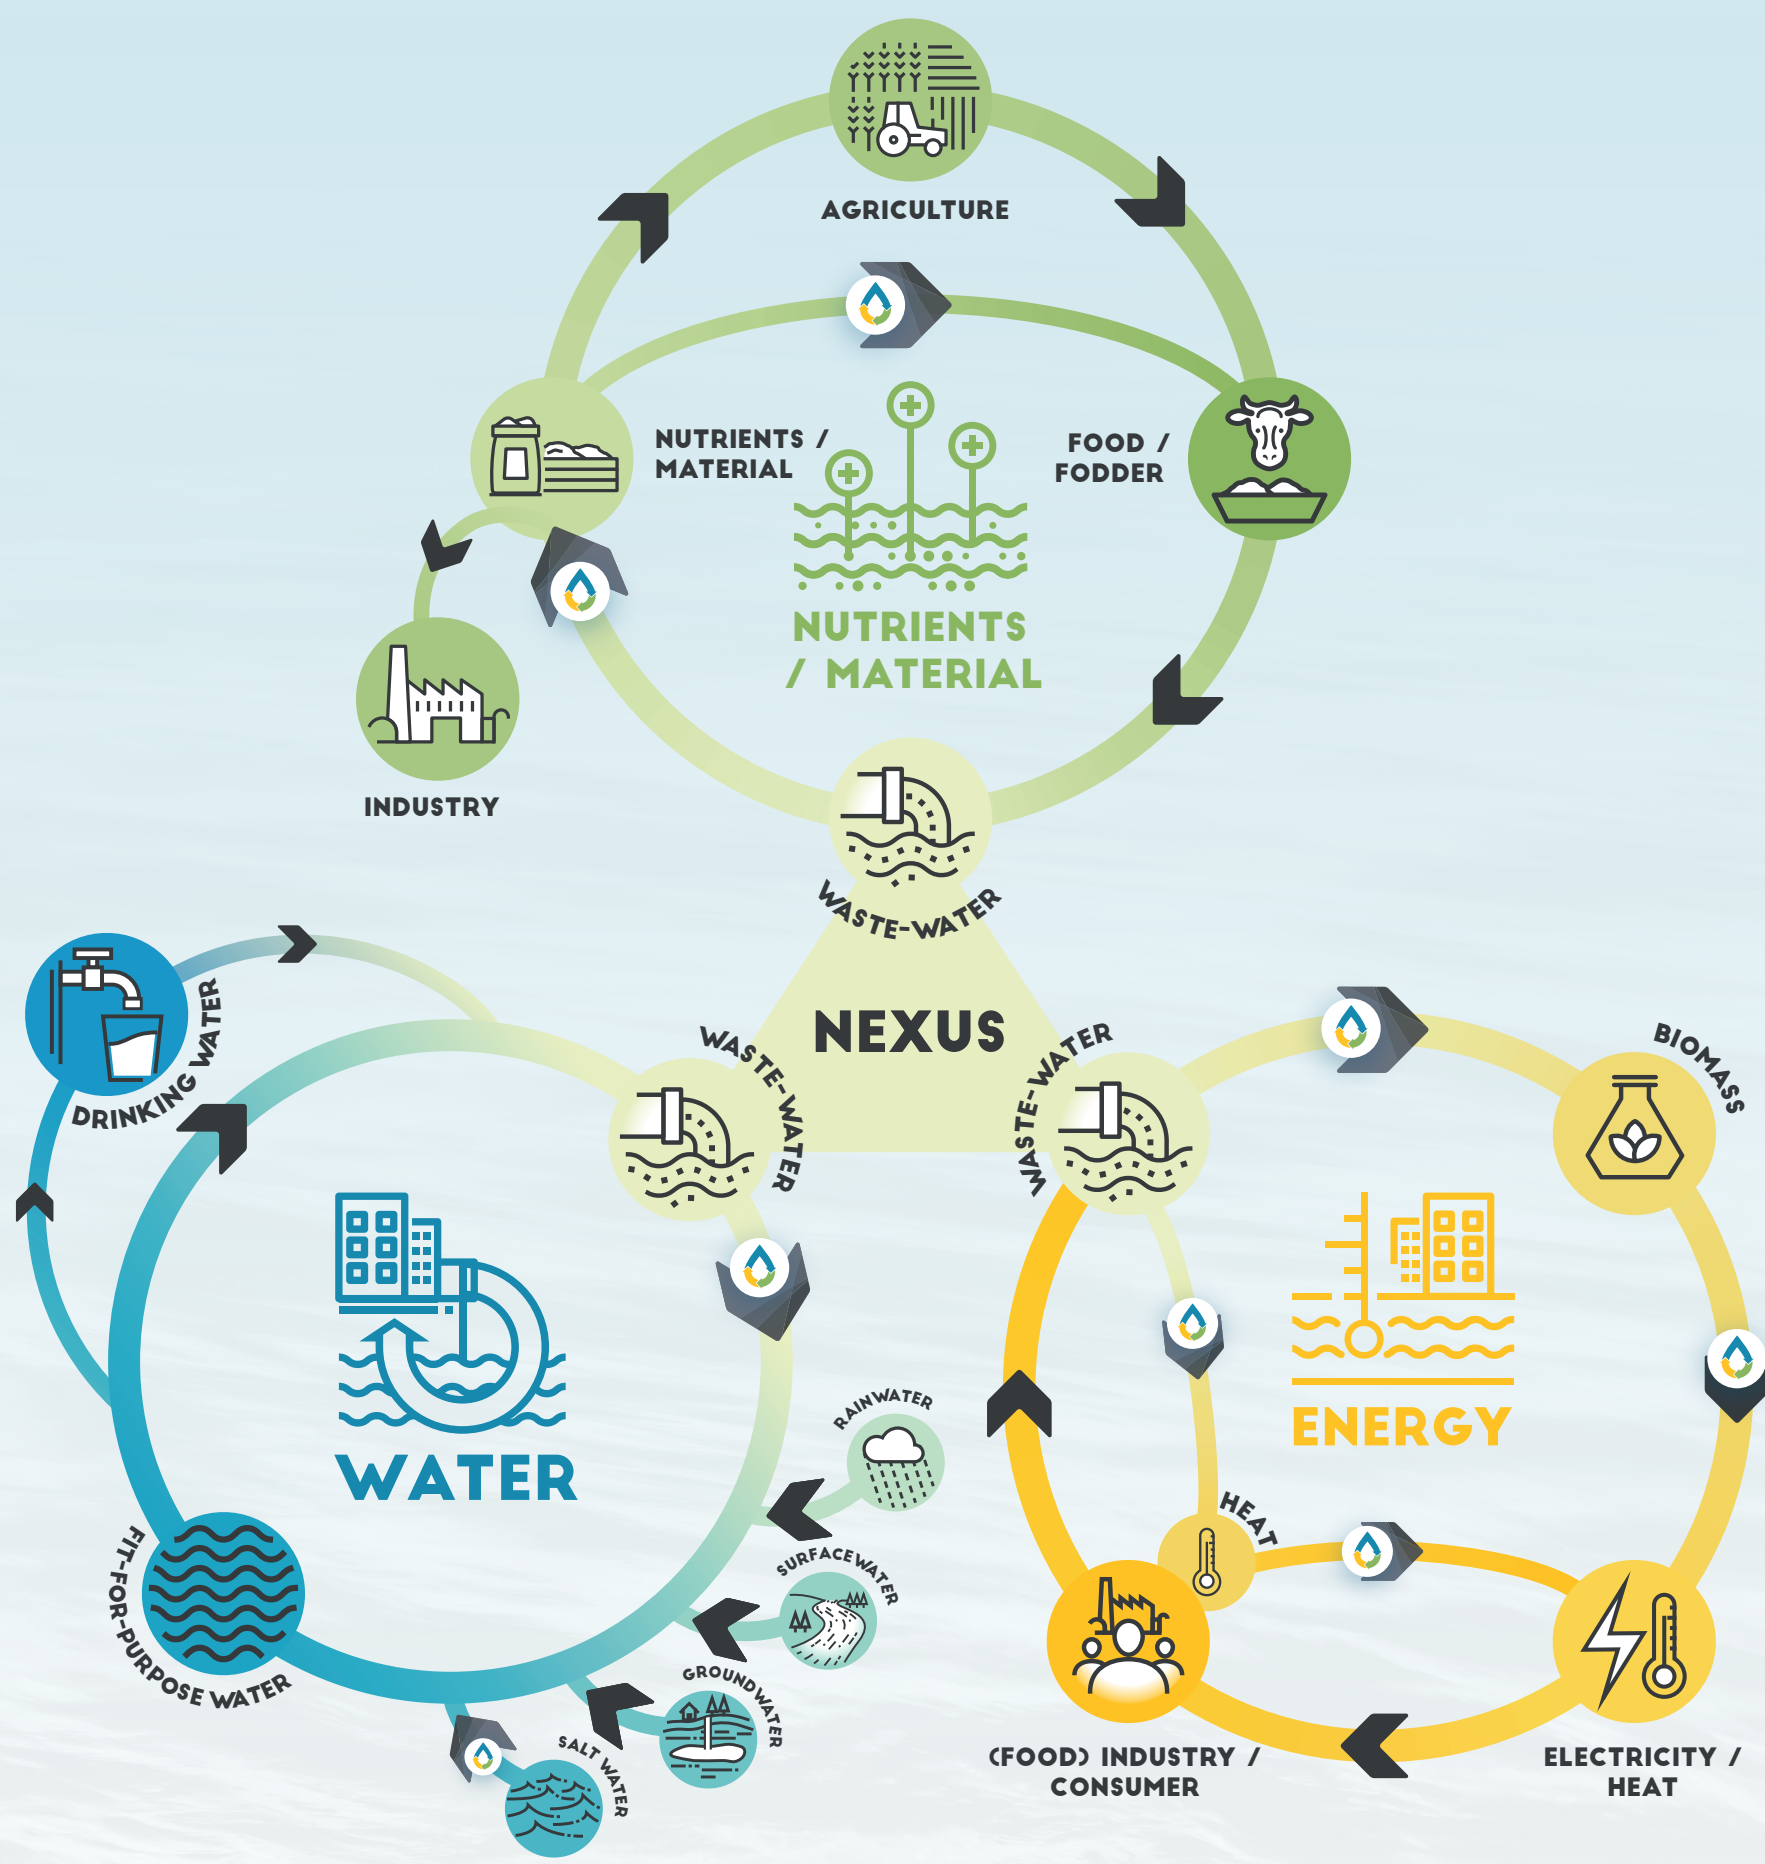 AGRICULTURE
NUTRIENTS /
MATERIAL
FOOD /
FODDER
NUTRIENTS
/ MATERIAL
INDUSTRY
WASTE-WATER
NEXUS
DRINKING WATER
WASTE-WATER
WASTE-WATER
BIOMASS
WATER
ENERGY
RAINWATER
HEAT
SURFACEWATER
FIT-FOR-PURPOSE WATER
GROUNDWATER
SALT WATER
(FOOD) INDUSTRY /
CONSUMER
ELECTRICITY /
HEAT